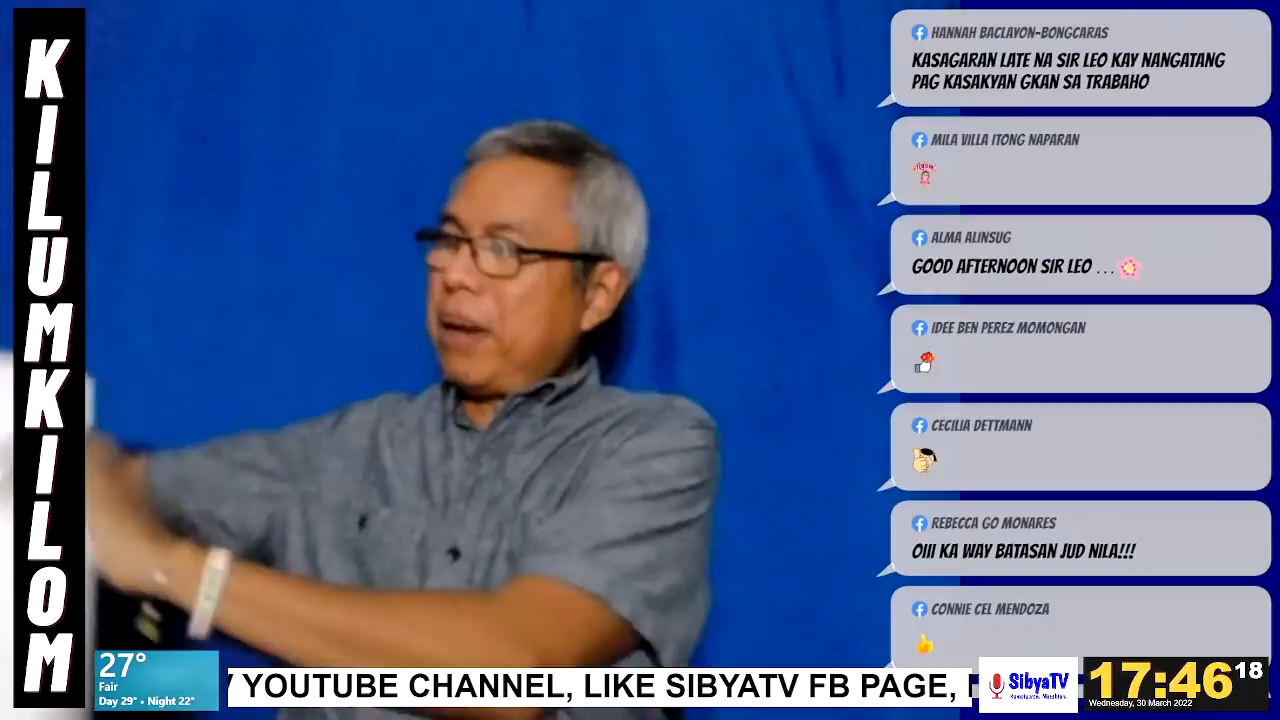 KILUMKILOM
HANNAH BACLAYON-BONGCARAS
KASAGARAN LATE NA SIR LEO KAY NANGATANG
PAG KASAKYAN GKAN SA TRABAHO
MILA VILLA ITONG NAPARAN
ALMA ALINSUG
GOOD AFTERNOON SIR LEO ...🌸
IDEE BEN PEREZ MOMONGAN
CECILIA DETTMANN
REBECCA GO MONARES
OIII KA WAY BATASAN JUD NILA!!!
CONNIE CEL MENDOZA
👍
27°
Fair
Day 29° • Night 22°
YOUTUBE CHANNEL, LIKE SIBYATV FB PAGE,
SibyaTV
17:46 18
Wednesday, 30 March 2022